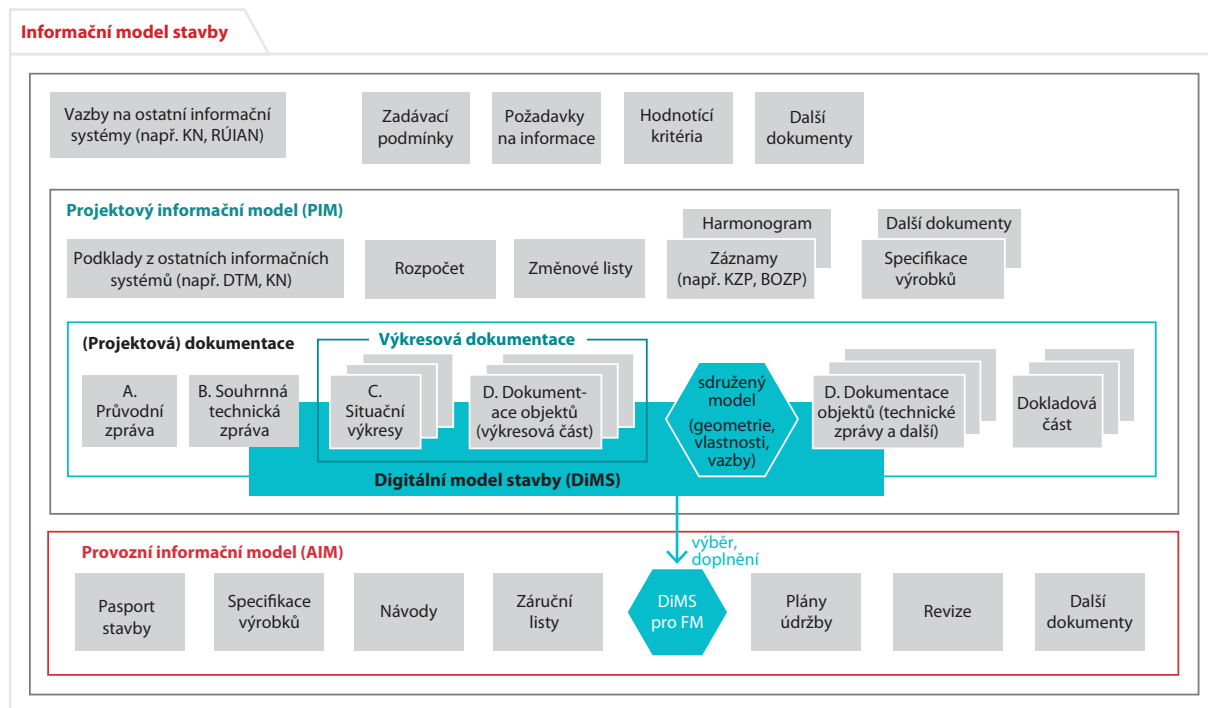 Informační model stavby
Vazby na ostatní informační
systémy (např. KN, RÚIAN)
Zadávací
podmínky
Požadavky
na informace
Hodnotící
kritéria
Další
dokumenty
Projektový informační model (PIM)
Podklady z ostatních informačních
systémů (např. DTM, KN)
Rozpočet
Změnové listy
Harmonogram
Záznamy
(např. KZP, BOZP)
Další dokumenty
Specifikace
výrobků
(Projektová) dokumentace
Výkresová dokumentace
A.
Průvodní
zpráva
B. Souhrnná
technická
zpráva
C.
Situační
výkresy
D. Dokument-
ace objektů
(výkresová část)
sdružený
model
(geometrie,
vlastnosti,
vazby)
D. Dokumentace
objektů (technické
zprávy a další)
Dokladová
část
Digitální model stavby (DiMS)
výběr,
doplnění
Provozní informační model (AIM)
Pasport
stavby
Specifikace
výrobků
Návody
Záruční
listy
DiMS
pro FM
Plány
údržby
Revize
Další
dokumenty